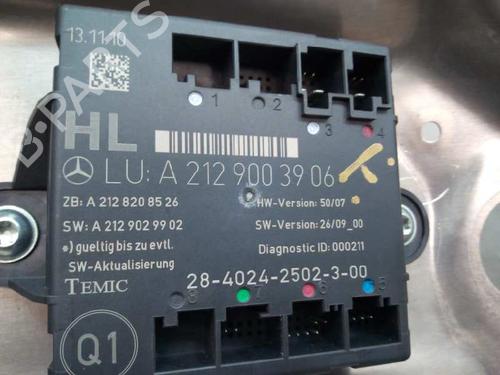 13.11.10
HL
1 2 3 4
LU: A 212 900 39 06
ZB: A 212 820 85 26
HW-Version: 50/07
SW: A 212 902 99 02
SW-Version: 26/09_00
*) gueltig bis zu evtl.
Diagnostic ID: 000211
SW-Aktualisierung
TEMIC
28-4024-2502-3-00
8 7 6 5
Q1
B-PARTS